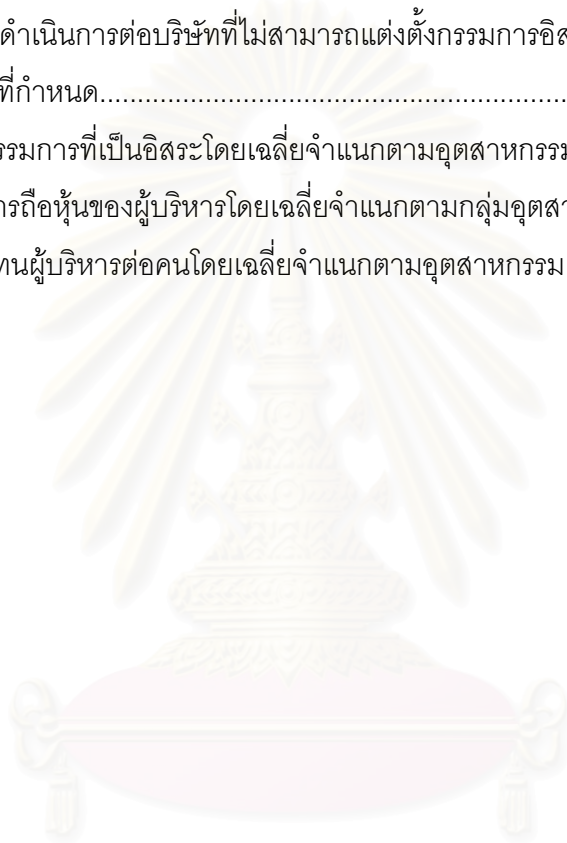 ดำเนินการต่อบริษัทที่ไม่สามารถแต่งตั้งกรรมการอิส
ที่กำหนด..............................................................
รรมการที่เป็นอิสระโดยเฉลี่ยจำแนกตามอุตสาหกรรม
ารถือหุ้นของผู้บริหารโดยเฉลี่ยจำแนกตามกลุ่มอุตสา
ทนผู้บริหารต่อคนโดยเฉลี่ยจำแนกตามอุตสาหกรรม